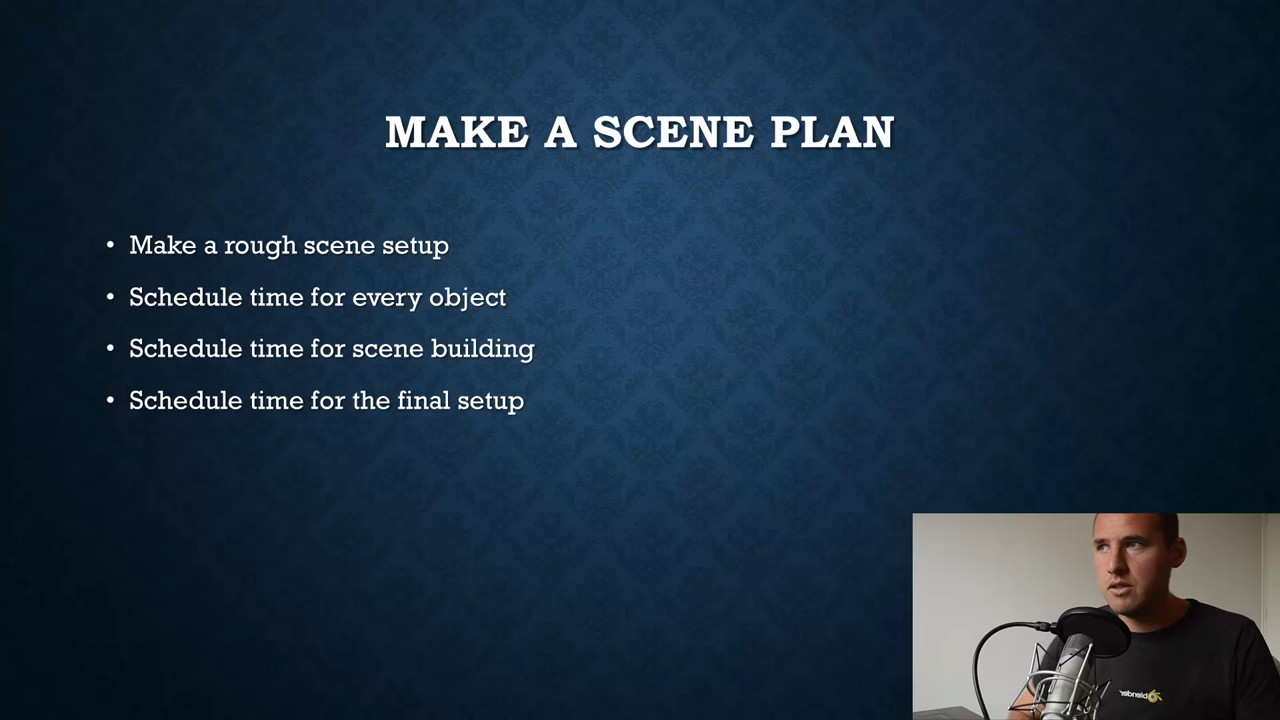 MAKE A SCENE PLAN
• Make a rough scene setup
• Schedule time for every object
• Schedule time for scene building
• Schedule time for the final setup
blender